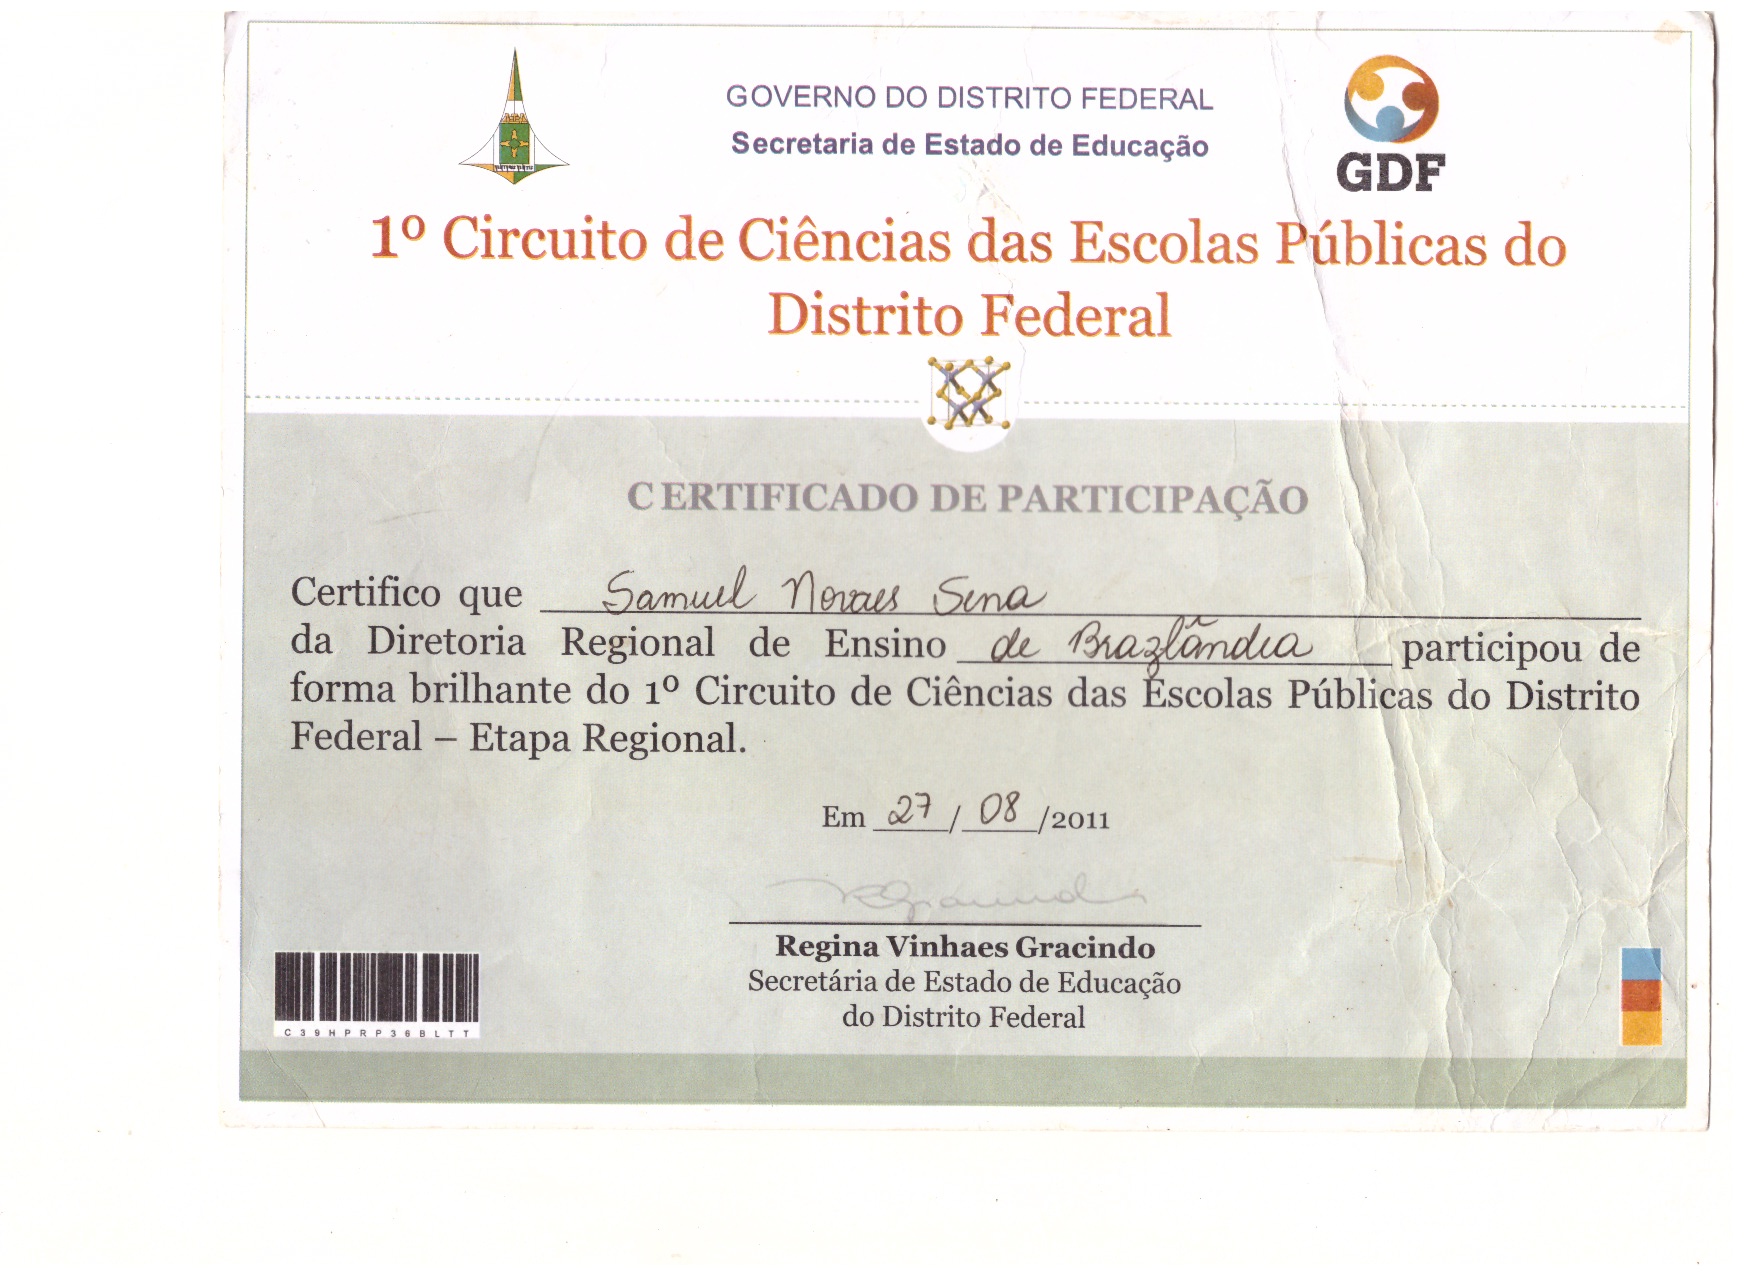 GOVERNO DO DISTRITO FEDERAL
Secretaria de Estado de Educação
GDF
1º Circuito de Ciências das Escolas Públicas do
Distrito Federal
CERTIFICADO DE PARTICIPAÇÃO
Certifico que Samuel Novaes Sena
da Diretoria Regional de Ensino de Brazlândia participou de
forma brilhante do 1º Circuito de Ciências das Escolas Públicas do Distrito
Federal – Etapa Regional.
Em 27/08/2011
Regina Vinhaes Gracindo
Secretária de Estado de Educação
do Distrito Federal
C39HPRP36BLTT